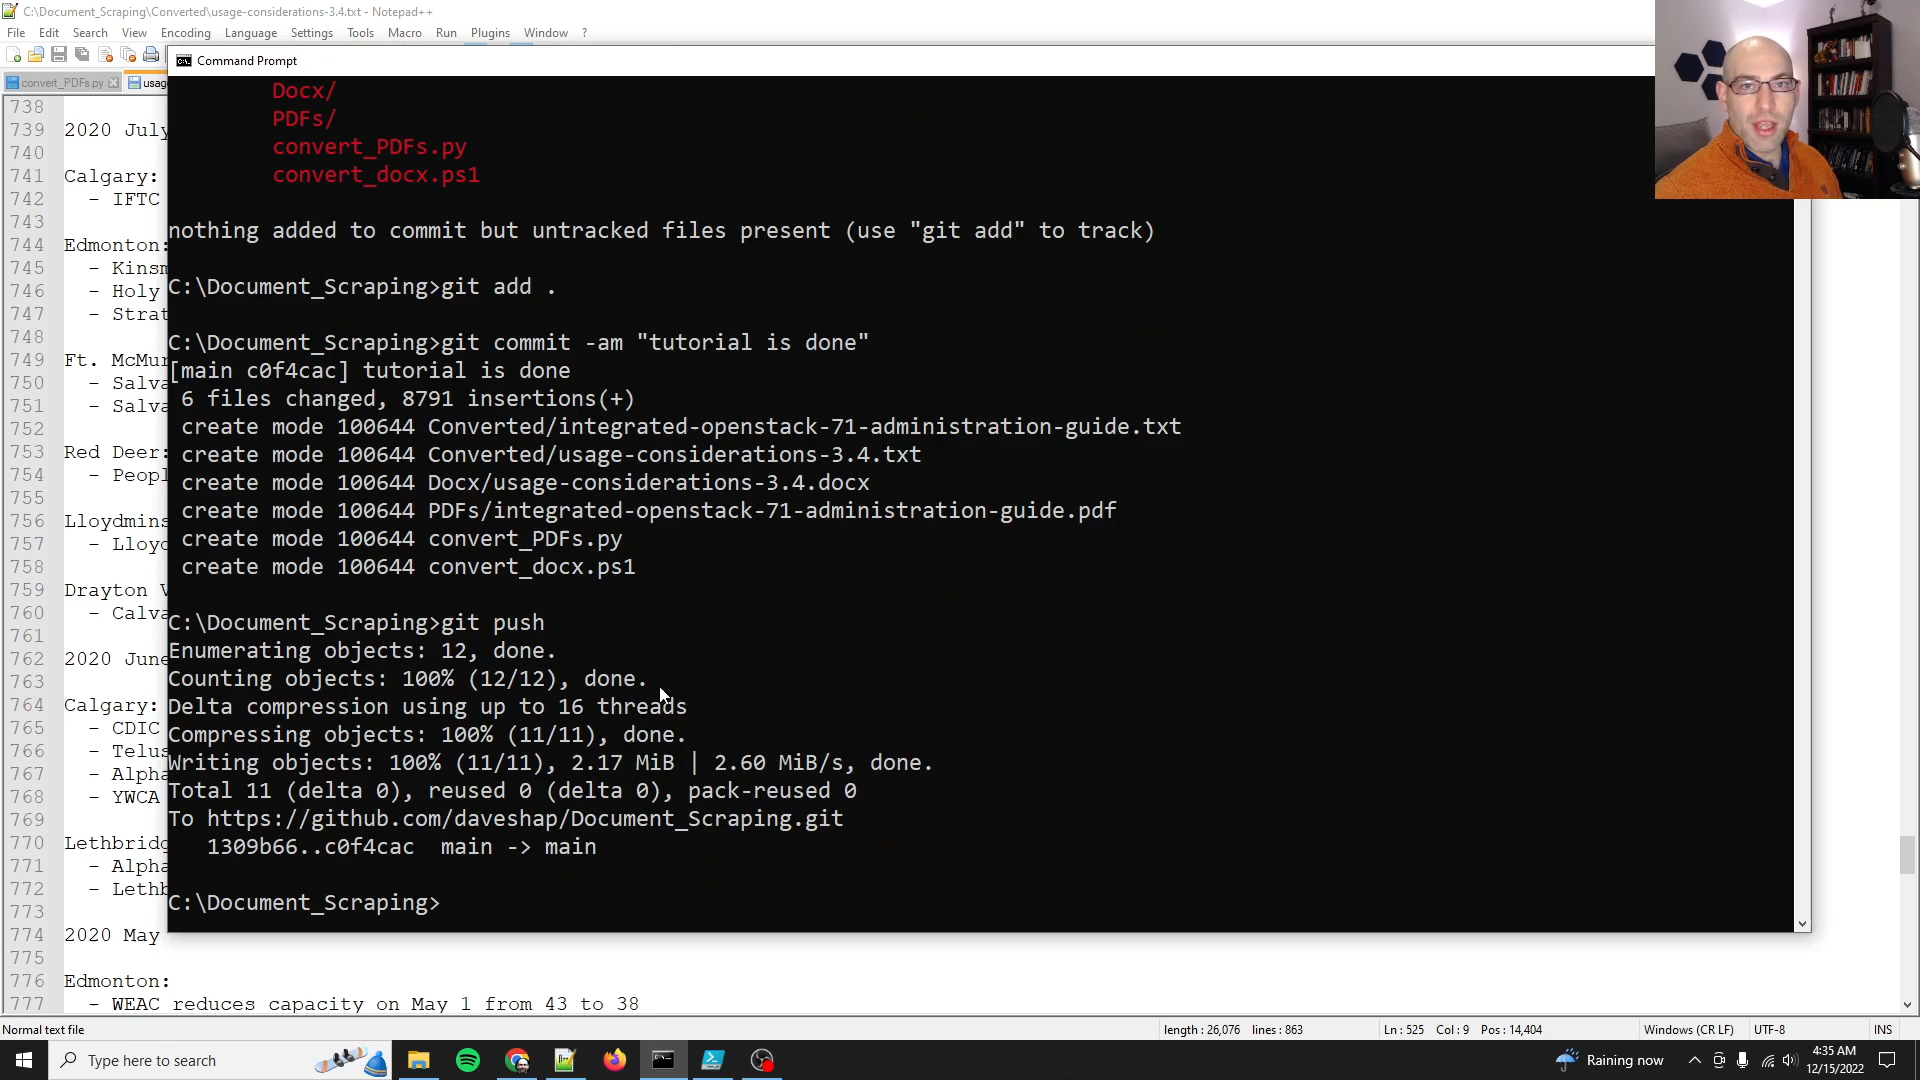 C:\Document_Scraping\Converted\usage-considerations-3.4.txt - Notepad++
File Edit Search View Encoding Language Settings Tools Macro Run Plugins Window ?
convert_PDFs.py usag
Command Prompt
Docx/
PDFs/
convert_PDFs.py
convert_docx.ps1
nothing added to commit but untracked files present (use "git add" to track)
C:\Document_Scraping>git add .
C:\Document_Scraping>git commit -am "tutorial is done"
[main c0f4cac] tutorial is done
6 files changed, 8791 insertions(+)
create mode 100644 Converted/integrated-openstack-71-administration-guide.txt
create mode 100644 Converted/usage-considerations-3.4.txt
create mode 100644 Docx/usage-considerations-3.4.docx
create mode 100644 PDFs/integrated-openstack-71-administration-guide.pdf
create mode 100644 convert_PDFs.py
create mode 100644 convert_docx.ps1
C:\Document_Scraping>git push
Enumerating objects: 12, done.
Counting objects: 100% (12/12), done.
Delta compression using up to 16 threads
Compressing objects: 100% (11/11), done.
Writing objects: 100% (11/11), 2.17 MiB | 2.60 MiB/s, done.
Total 11 (delta 0), reused 0 (delta 0), pack-reused 0
To https://github.com/daveshap/Document_Scraping.git
1309b66..c0f4cac main -> main
C:\Document_Scraping>
738
739 2020 July
740
741 Calgary:
742 - IFTC
743
744 Edmonton:
745 - Kinsm
746 - Holy
747 - Strat
748
749 Ft. McMur
750 - Salva
751 - Salva
752
753 Red Deer:
754 - Peopl
755
756 Lloydmins
757 - Lloyd
758
759 Drayton V
760 - Calva
761
762 2020 June
763
764 Calgary:
765 - CDIC
766 - Telus
767 - Alpha
768 - YWCA
769
770 Lethbridg
771 - Alpha
772 - Lethb
773
774 2020 May
775
776 Edmonton:
777 - WEAC reduces capacity on May 1 from 43 to 38
Normal text file length : 26,076 lines : 863 Ln : 525 Col : 9 Pos : 14,404 Windows (CR LF) UTF-8 INS
Type here to search Raining now 4:35 AM
12/15/2022